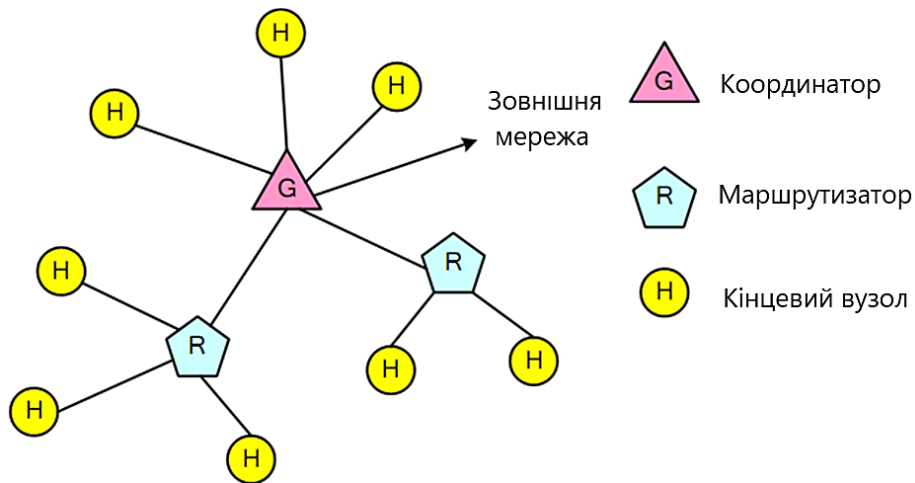 H
H
H
Зовнішня
мережа
G
G
Координатор
R
Маршрутизатор
H
R
H
Кінцевий вузол
R
H
H
H
H